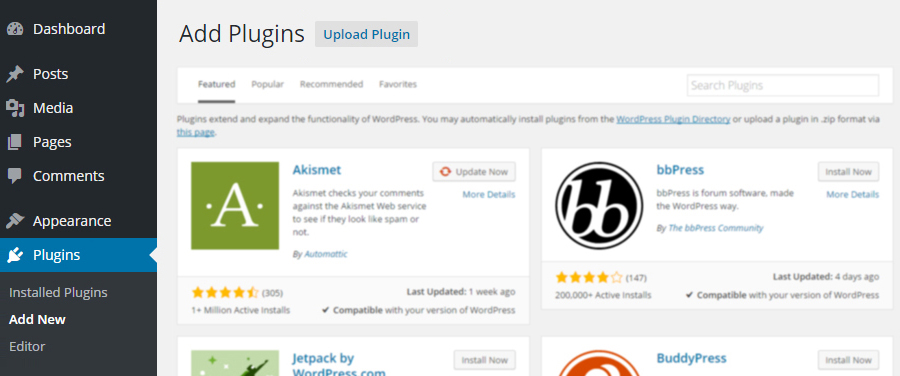 Dashboard
Posts
Media
Pages
Comments
Appearance
Plugins
Installed Plugins
Add New
Editor
Add Plugins Upload Plugin
Featured Popular Recommended Favorites Search Plugins
Plugins extend and expand the functionality of WordPress. You may automatically install plugins from the WordPress Plugin Directory or upload a plugin in .zip format via
this page.
Akismet Update Now
More Details
Akismet checks your comments
against the Akismet Web service
to see if they look like spam or
not.
By Automattic
(305) Last Updated: 1 week ago
1+ Million Active Installs ✔ Compatible with your version of WordPress
bbPress Install Now
More Details
bbPress is forum software, made
the WordPress way.
By The bbPress Community
(147) Last Updated: 4 days ago
200,000+ Active Installs ✔ Compatible with your version of WordPress
Jetpack by Install Now
WordPress.com
BuddyPress Install Now
·A·
bb